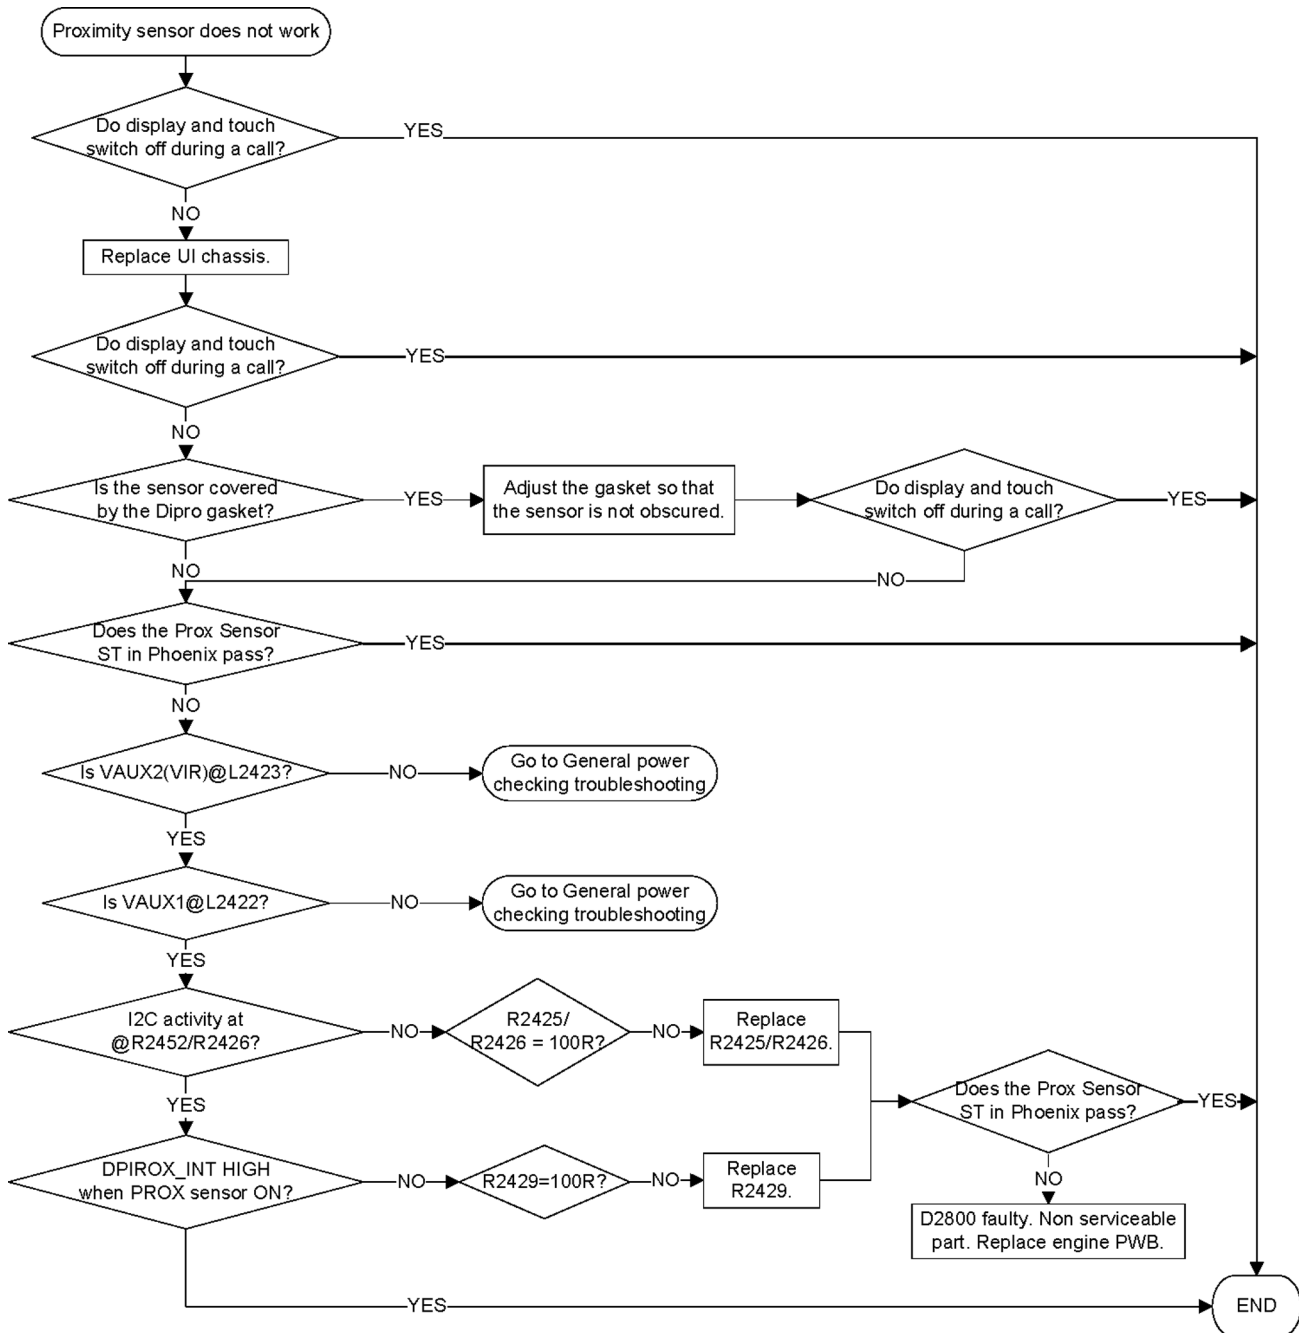 Proximity sensor does not work
Do display and touch
switch off during a call?
YES
NO
Replace UI chassis.
Do display and touch
switch off during a call?
YES
NO
Is the sensor covered
by the Dipro gasket?
YES
Adjust the gasket so that
the sensor is not obscured.
Do display and touch
switch off during a call?
YES
NO
NO
Does the Prox Sensor
ST in Phoenix pass?
YES
NO
Is VAUX2(VIR)@L2423?
NO
Go to General power
checking troubleshooting
YES
Is VAUX1@L2422?
NO
Go to General power
checking troubleshooting
YES
I2C activity at
@R2452/R2426?
NO
R2425/
R2426 = 100R?
NO
Replace
R2425/R2426.
Does the Prox Sensor
ST in Phoenix pass?
YES
YES
DPIROX_INT HIGH
when PROX sensor ON?
NO
R2429=100R?
NO
Replace
R2429.
NO
D2800 faulty. Non serviceable
part. Replace engine PWB.
YES
END